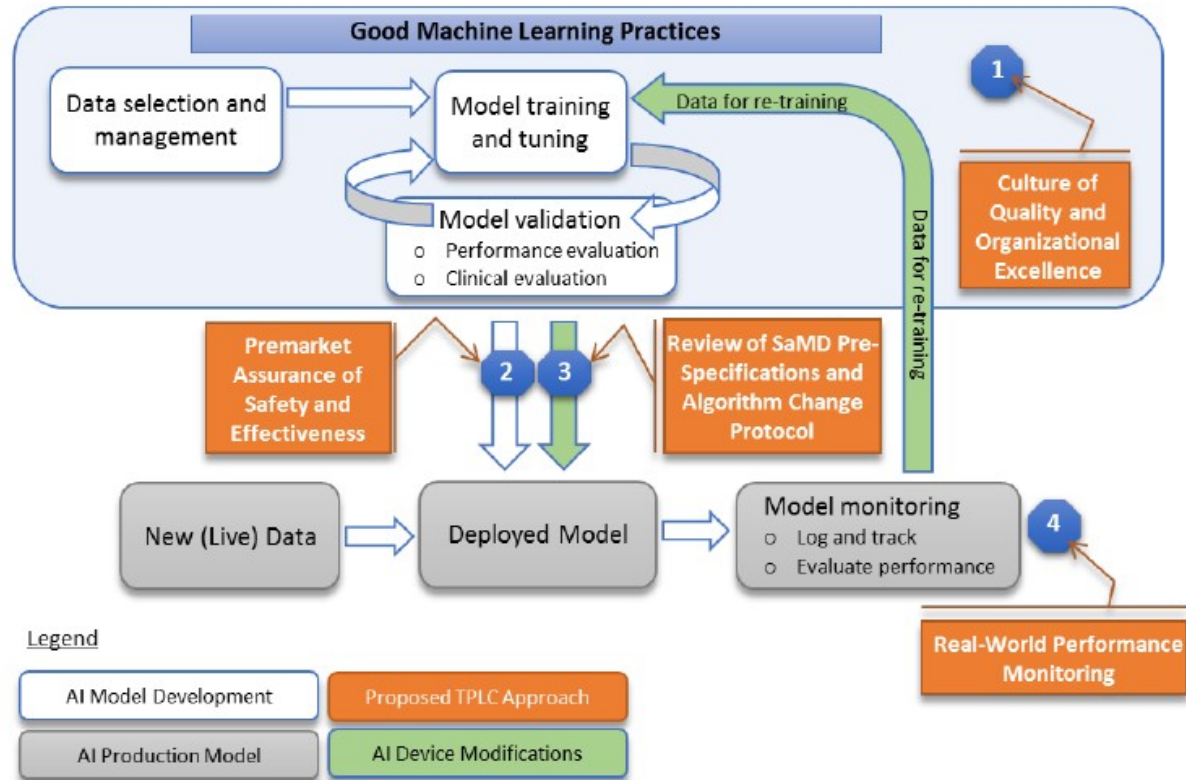 Good Machine Learning Practices
Data selection and
management
Model training
and tuning
Data for re-training
1
Culture of
Quality and
Organizational
Excellence
Model validation
o Performance evaluation
o Clinical evaluation
Data for re-training
Premarket
Assurance of
Safety and
Effectiveness
2
3
Review of SaMD Pre-
Specifications and
Algorithm Change
Protocol
New (Live) Data
Deployed Model
Model monitoring
o Log and track
o Evaluate performance
4
Real-World Performance
Monitoring
Legend
AI Model Development
Proposed TPLC Approach
AI Production Model
AI Device Modifications